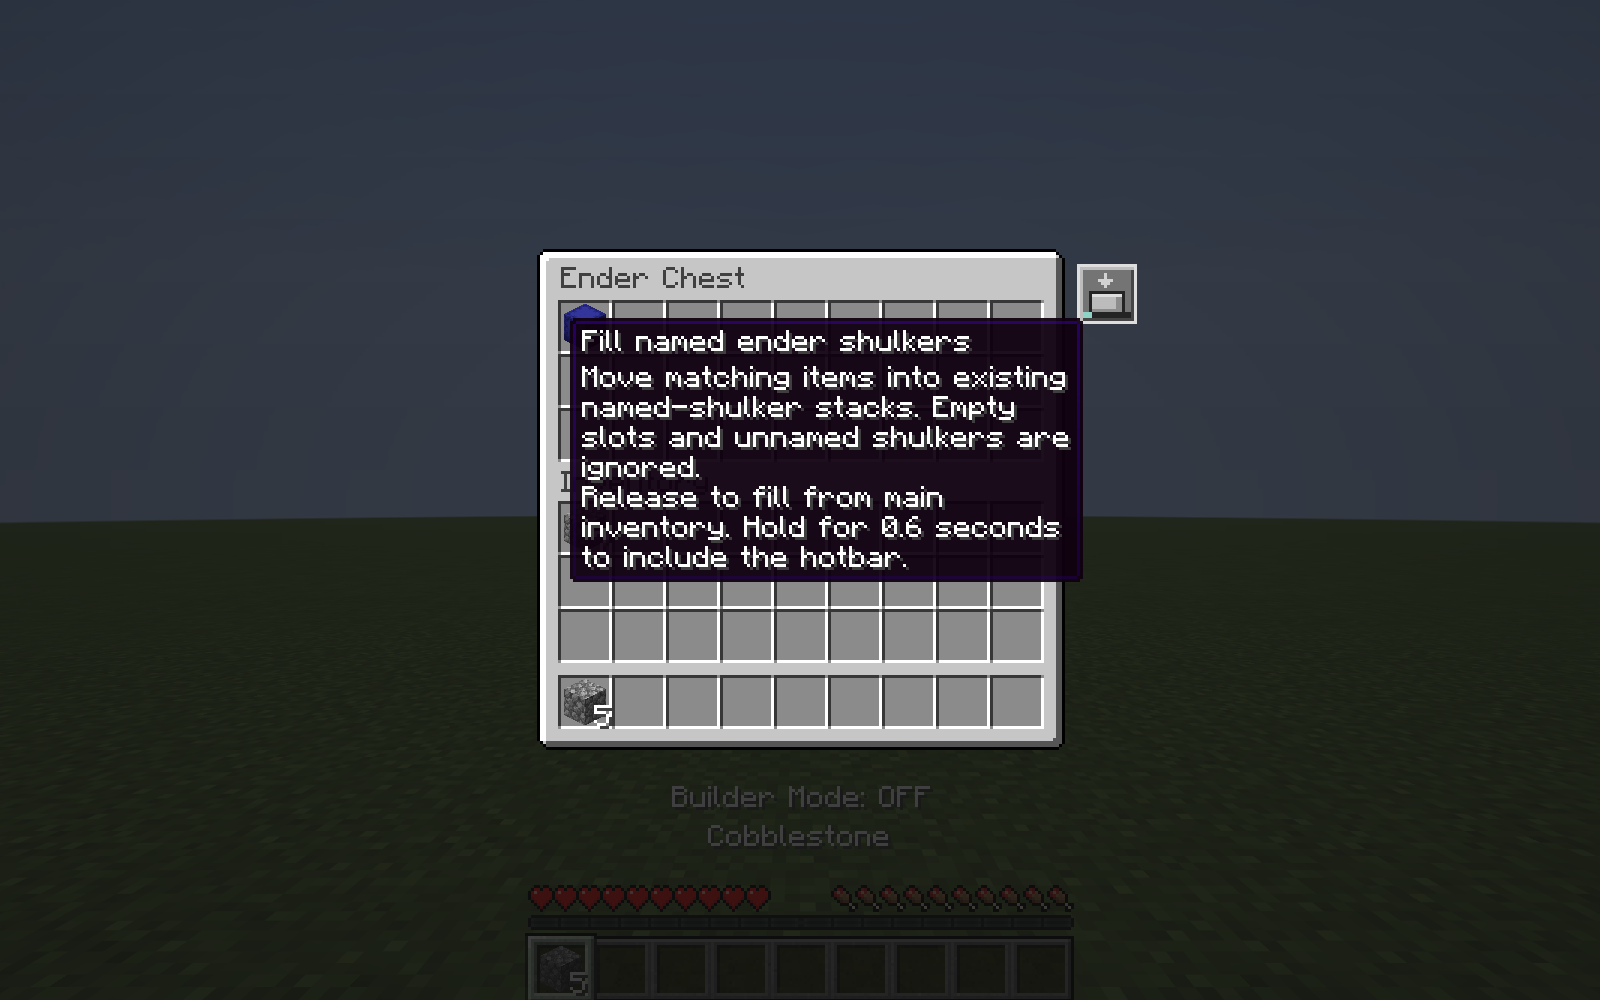 Ender Chest
Fill named ender shulkers
Move matching items into existing
named-shulker stacks. Empty
slots and unnamed shulkers are
ignored.
Release to fill from main
inventory. Hold for 0.6 seconds
to include the hotbar.
5
Builder Mode: OFF
Cobblestone
5